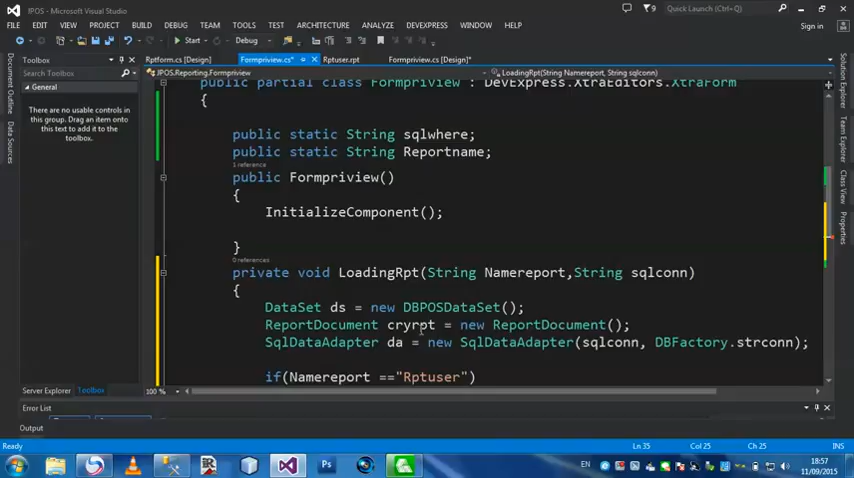 JPOS - Microsoft Visual Studio
Quick Launch (Ctrl+Q)
9
FILE EDIT VIEW PROJECT BUILD DEBUG TEAM TOOLS TEST ARCHITECTURE ANALYZE DEVEXPRESS WINDOW HELP
Sign in
Start Debug
Toolbox
Rptform.cs [Design] Formpriview.cs* Rptuser.rpt Formpriview.cs [Design]*
Search Toolbox
JPOS.Reporting.Formpriview
LoadingRpt(String Namereport, String sqlconn)
General
There are no usable controls in
this group. Drag an item onto
this text to add it to the
toolbox.
Document Outline
Data Sources
Solution Explorer
Team Explorer
Class View
Properties
public partial class Formpriview : DevExpress.XtraEditors.XtraForm
{
public static String sqlwhere;
public static String Reportname;
1 reference
public Formpriview()
{
InitializeComponent();
}
0 references
private void LoadingRpt(String Namereport,String sqlconn)
{
DataSet ds = new DBPOSDataSet();
ReportDocument cryrpt = new ReportDocument();
SqlDataAdapter da = new SqlDataAdapter(sqlconn, DBFactory.strconn);
if(Namereport =="Rptuser")
100 %
Server Explorer Toolbox
Error List
Output
Ready
Ln 35 Col 25 Ch 25 INS
Ps
EN
18:57
11/09/2015